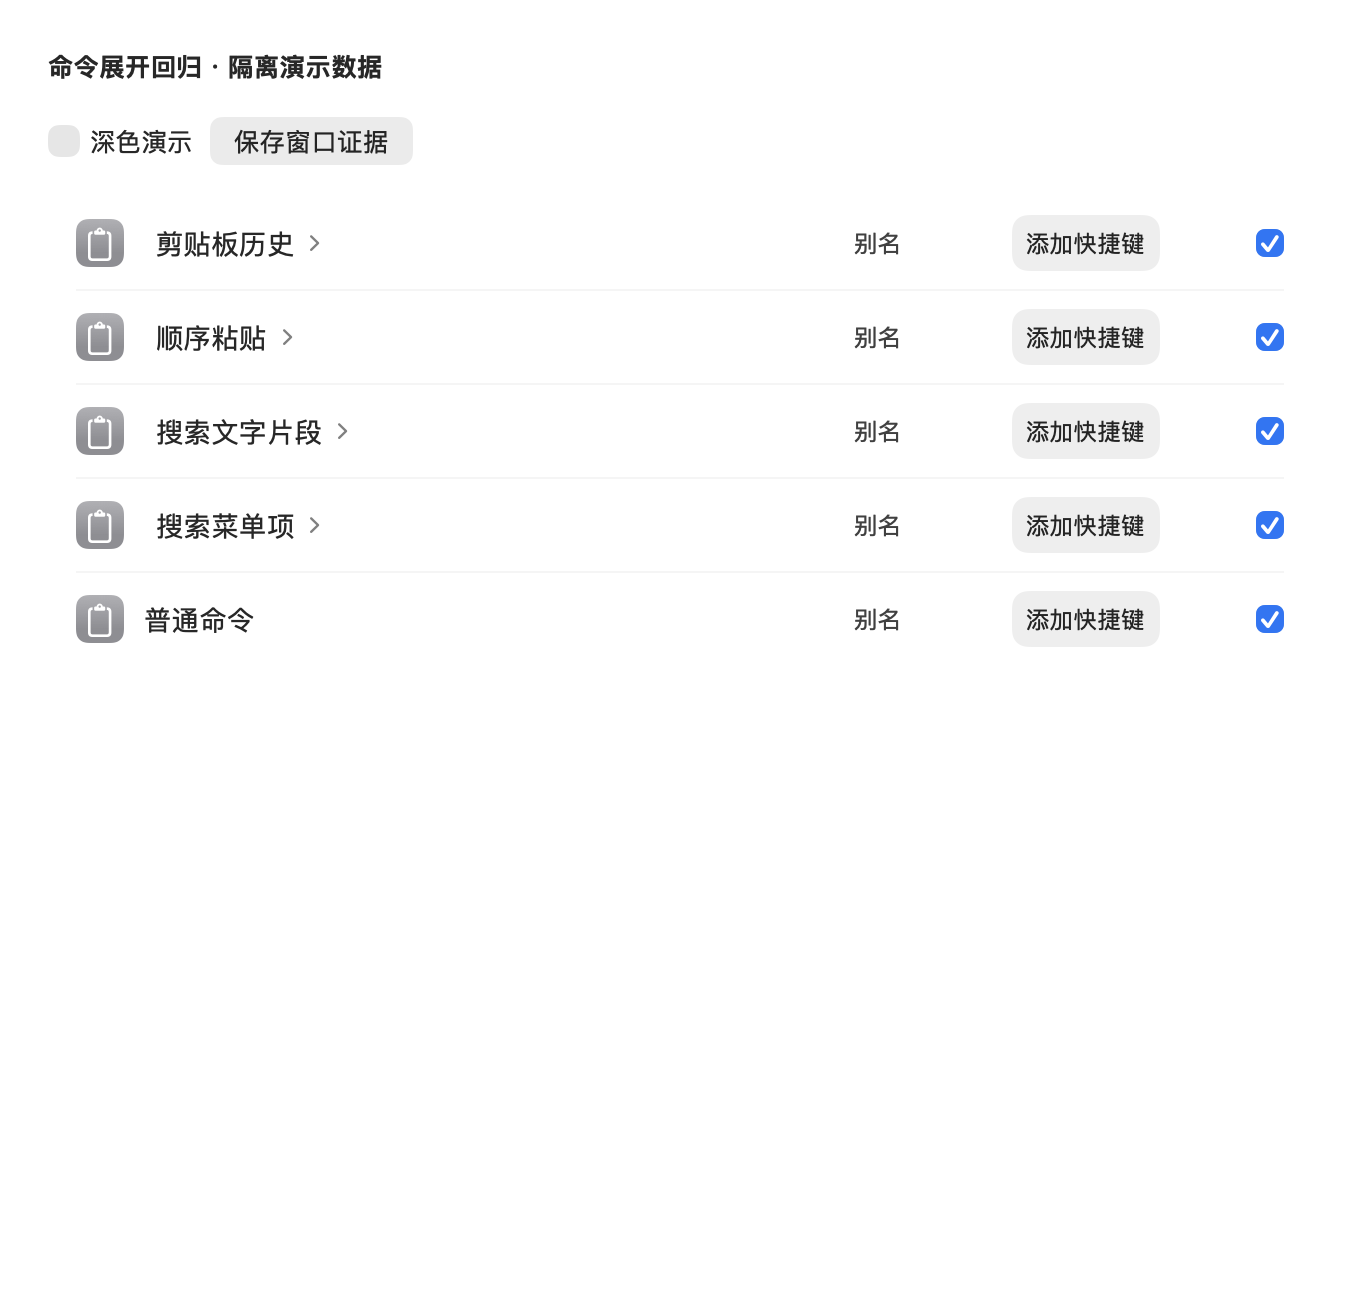 命令展开回归 · 隔离演示数据
深色演示 保存窗口证据
剪贴板历史 别名 添加快捷键
顺序粘贴 别名 添加快捷键
搜索文字片段 别名 添加快捷键
搜索菜单项 别名 添加快捷键
普通命令 别名 添加快捷键